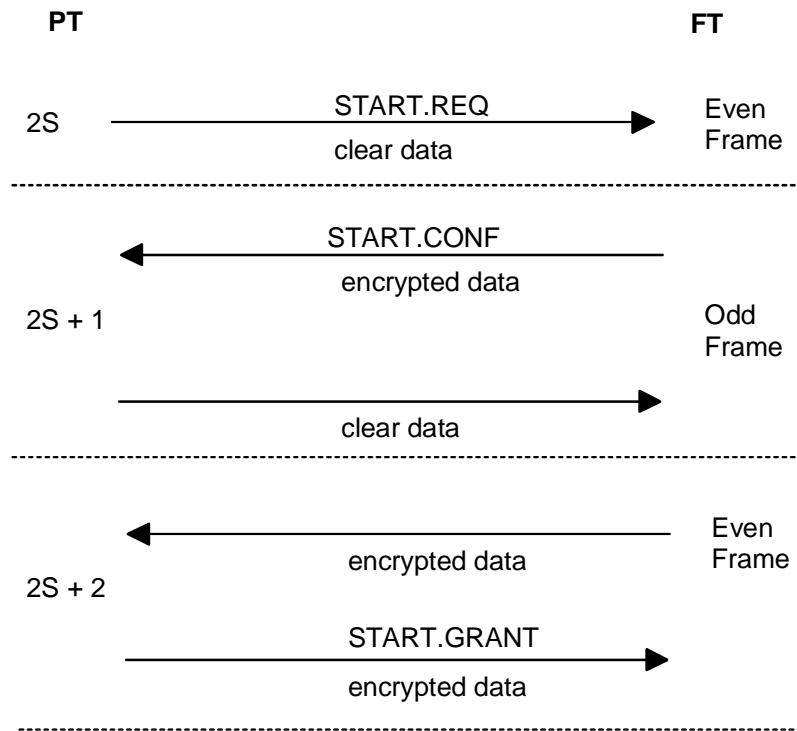 PT
FT
2S
START.REQ
clear data
Even
Frame
START.CONF
encrypted data
2S + 1
Odd
Frame
clear data
encrypted data
Even
Frame
2S + 2
START.GRANT
encrypted data